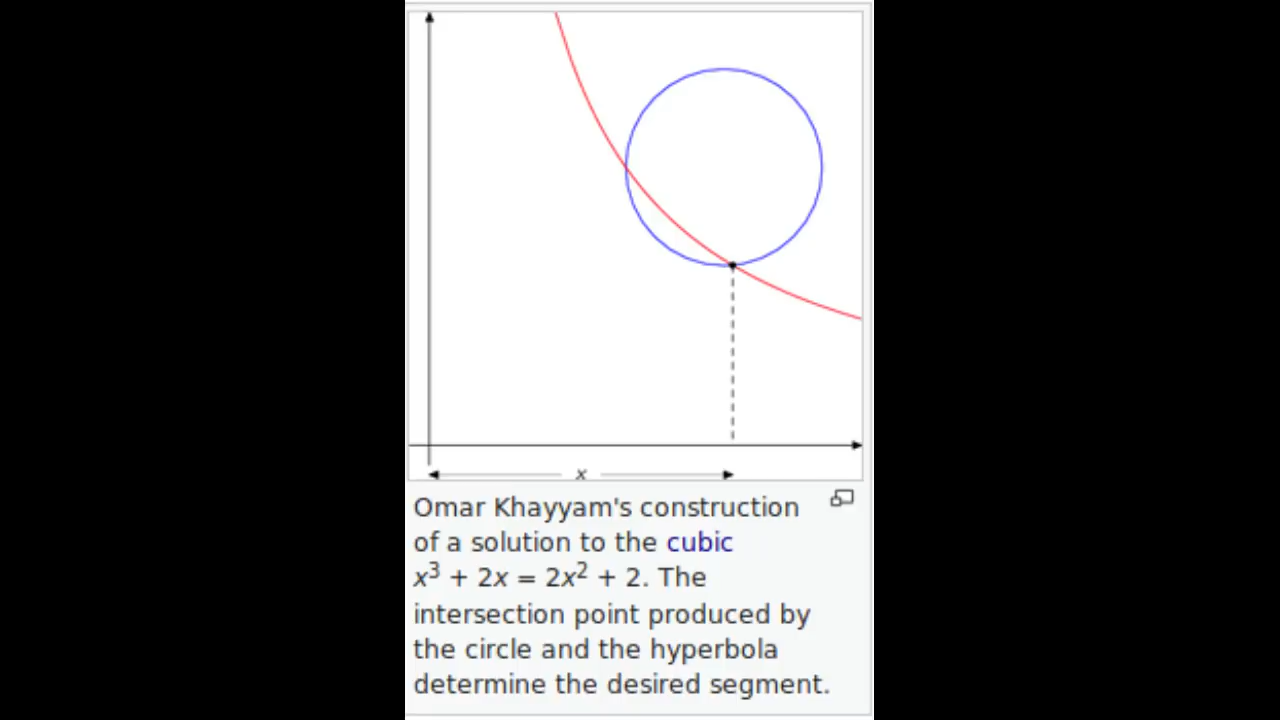 x
Omar Khayyam's construction
of a solution to the cubic
x³ + 2x = 2x² + 2. The
intersection point produced by
the circle and the hyperbola
determine the desired segment.